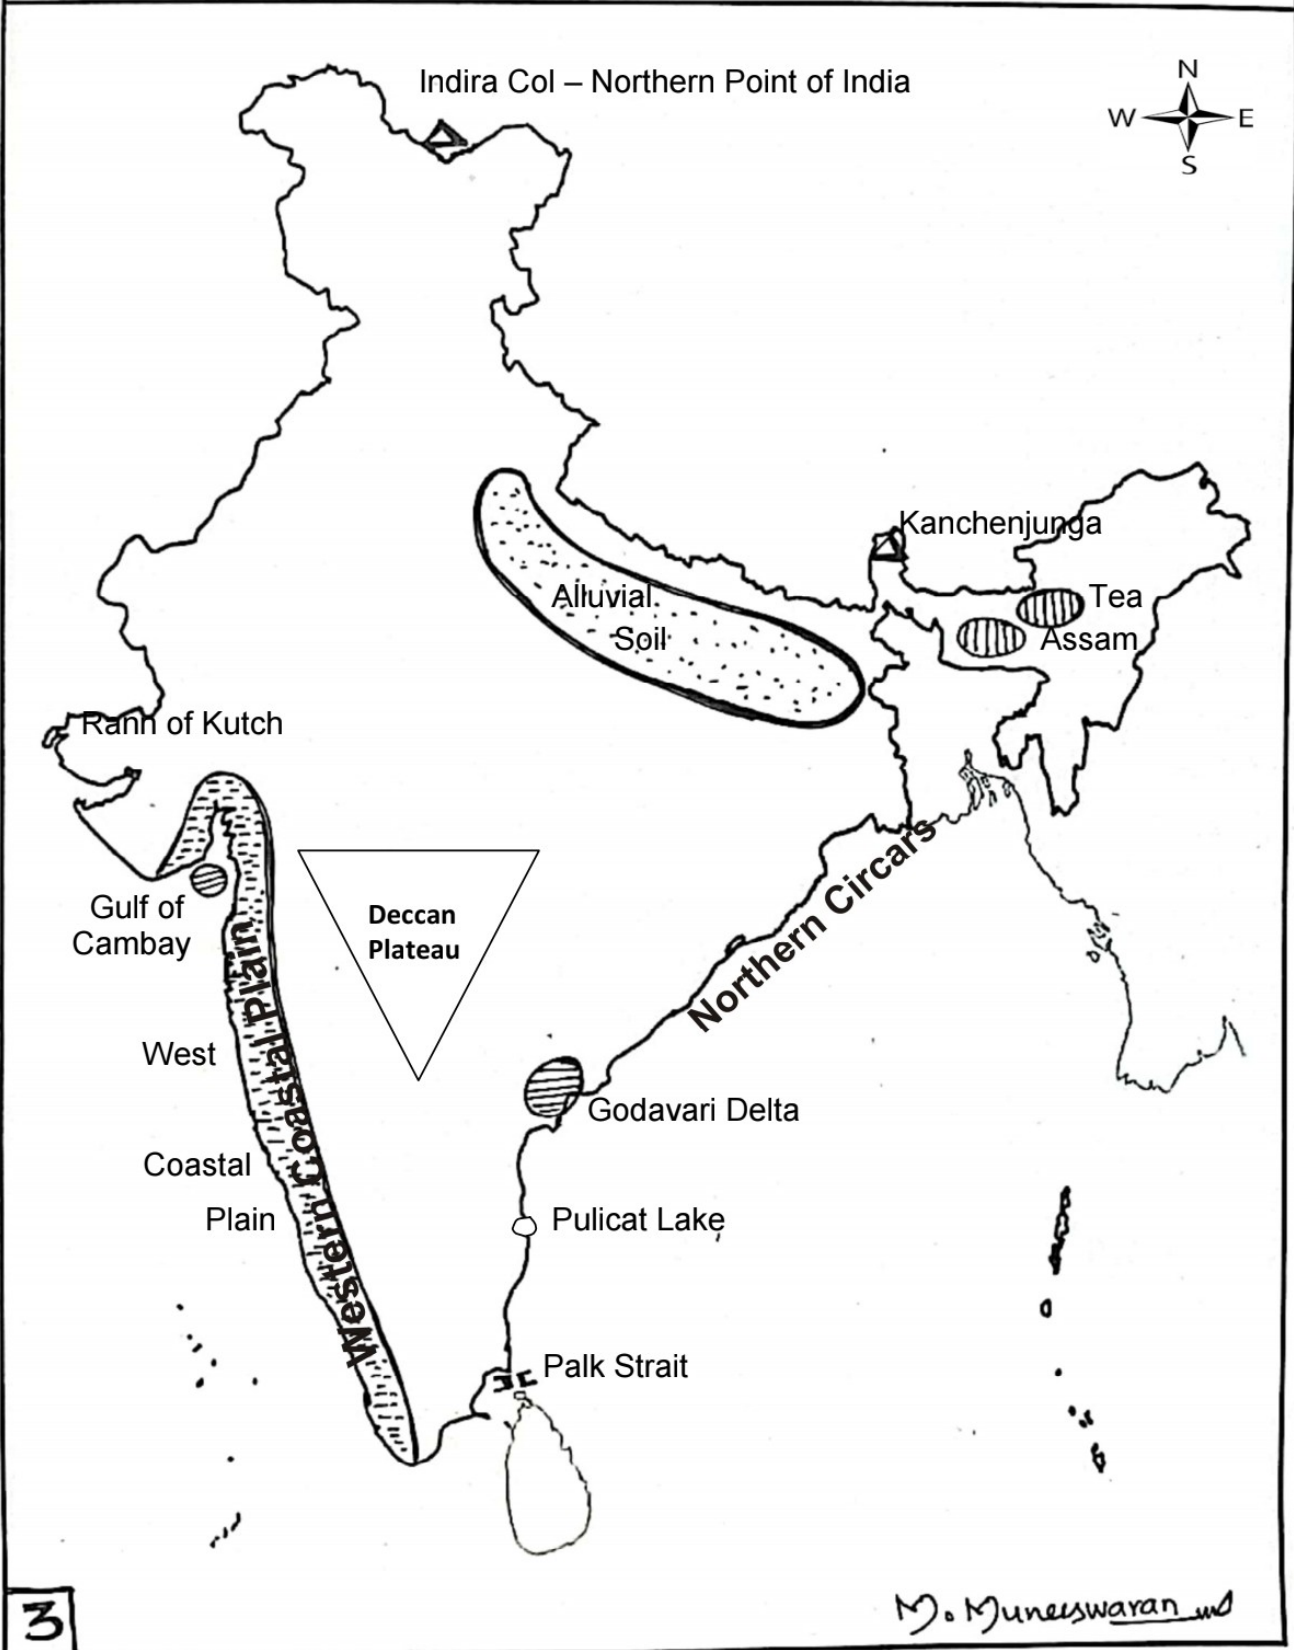 Indira Col – Northern Point of India
N
W E
S
Kanchenjunga
Alluvial
Soil
Tea
Assam
Rann of Kutch
Gulf of
Cambay
Deccan
Plateau
Northern Circars
Western Coastal Plain
West
Coastal
Plain
Godavari Delta
Pulicat Lake
Palk Strait
3
M. Muneeswaran